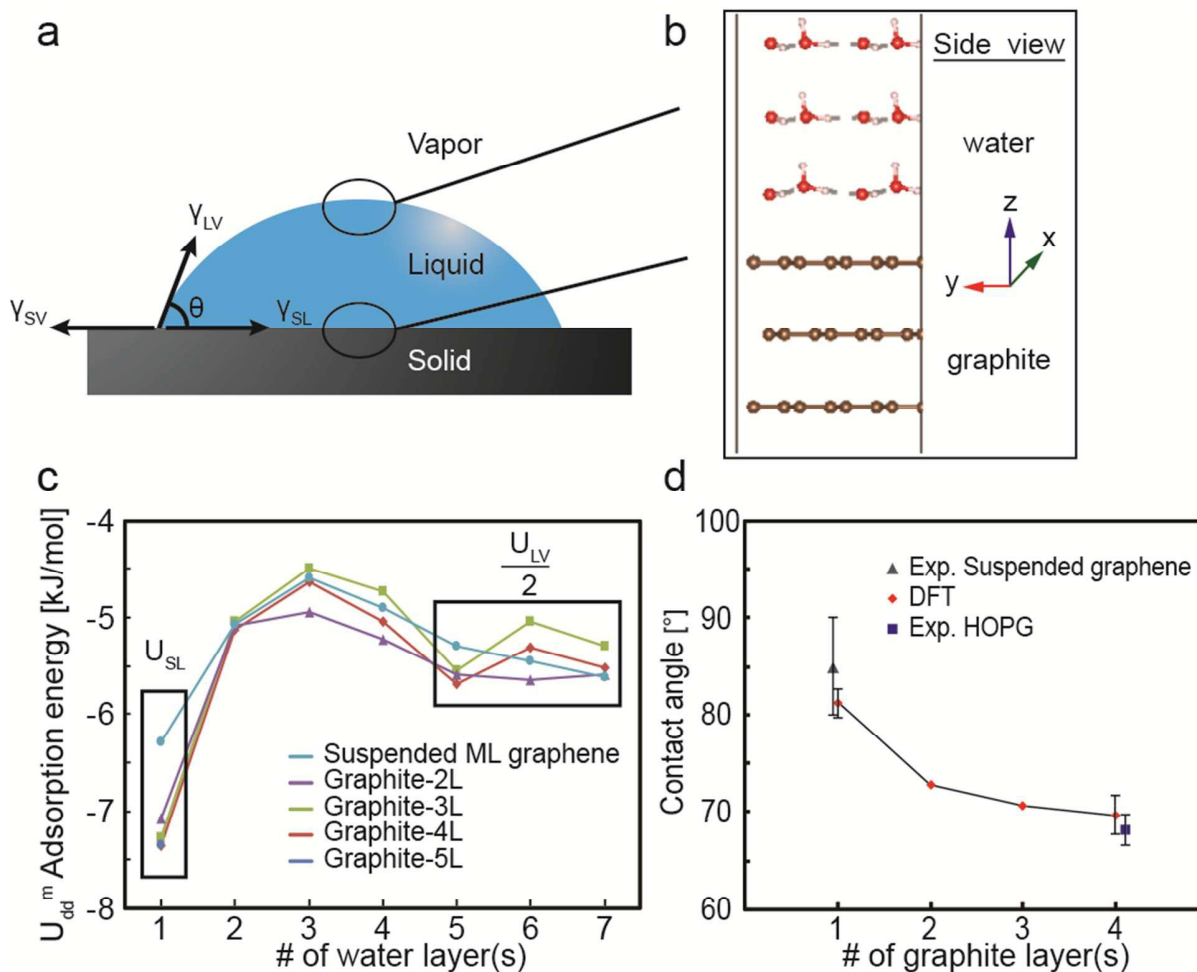 a
Vapor
γLV
Liquid
θ
γSV
γSL
Solid
b
Side view
water
z
x
y
graphite
c
Udd^m Adsorption energy [kJ/mol]
-4
-5
-6
-7
-8
USL
ULV
2
Suspended ML graphene
Graphite-2L
Graphite-3L
Graphite-4L
Graphite-5L
1 2 3 4 5 6 7
# of water layer(s)
d
Contact angle [°]
100
90
80
70
60
Exp. Suspended graphene
DFT
Exp. HOPG
1 2 3 4
# of graphite layer(s)